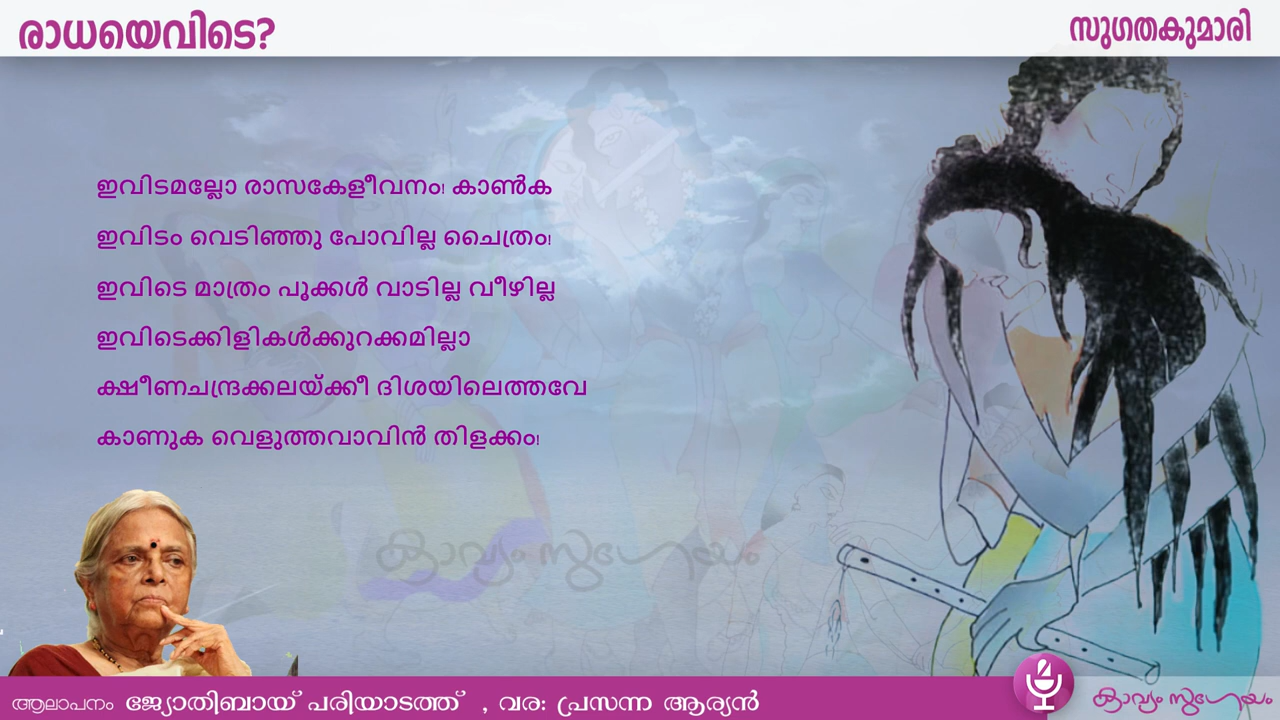 രാധയെവിടെ?
സുഗതകുമാരി
ഇവിടമല്ലോ രാസകേളീവനം! കാൺക
ഇവിടം വെടിഞ്ഞു പോവില്ല ചൈത്രം!
ഇവിടെ മാത്രം പൂക്കൾ വാടില്ല വീഴില്ല
ഇവിടെക്കിളികൾക്കുറക്കമില്ലാ
ക്ഷീണചന്ദ്രക്കലയ്ക്കീ ദിശയിലെത്തവേ
കാണുക വെളുത്തവാവിൻ തിളക്കം!
കാവ്യം സുഗേയം
ആലാപനം ജ്യോതിബായ് പരിയാടത്ത് , വര: പ്രസന്ന ആര്യൻ
കാവ്യം സുഗേയം